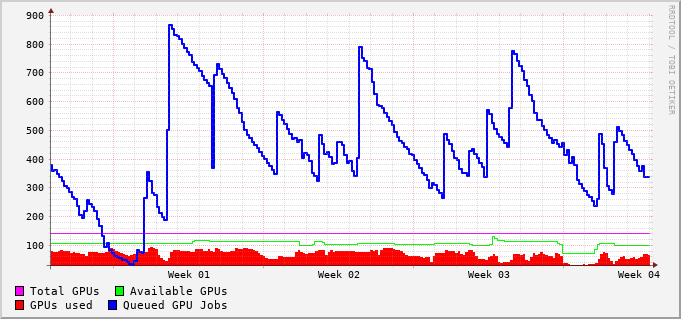 900
800
700
600
500
400
300
200
100
Week 01 Week 02 Week 03 Week 04
Total GPUs Available GPUs
GPUs used Queued GPU Jobs
RRDTOOL / TOBI OETIKER